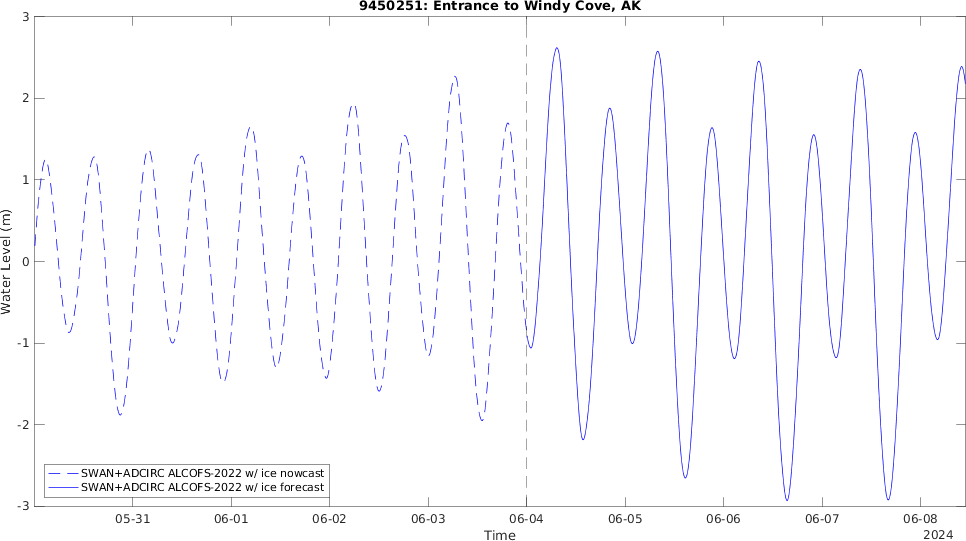 9450251: Entrance to Windy Cove, AK
3
2
1
0
-1
-2
-3
Water Level (m)
SWAN+ADCIRC ALCOFS-2022 w/ ice nowcast
SWAN+ADCIRC ALCOFS-2022 w/ ice forecast
05-31 06-01 06-02 06-03 06-04 06-05 06-06 06-07 06-08
Time
2024